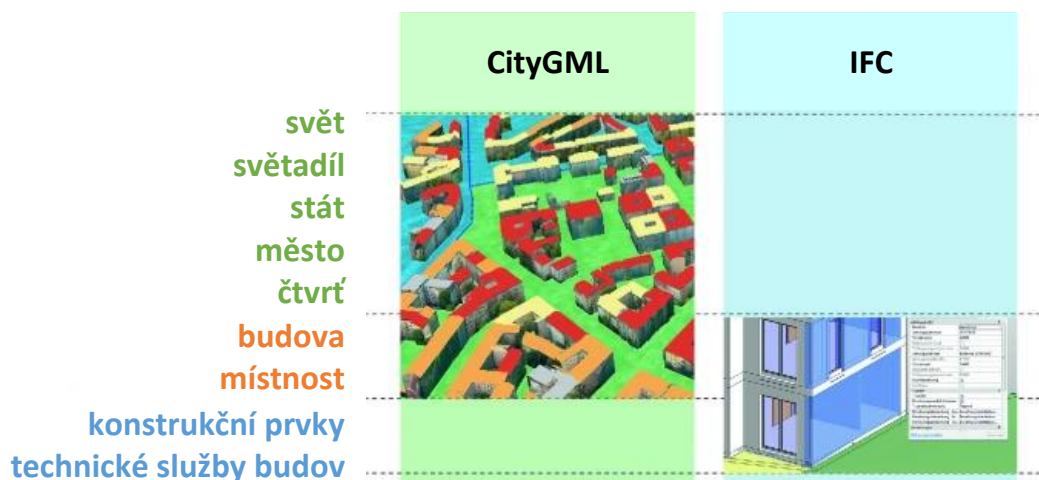 CityGML
IFC
svět
světadíl
stát
město
čtvrť
budova
místnost
konstrukční prvky
technické služby budov